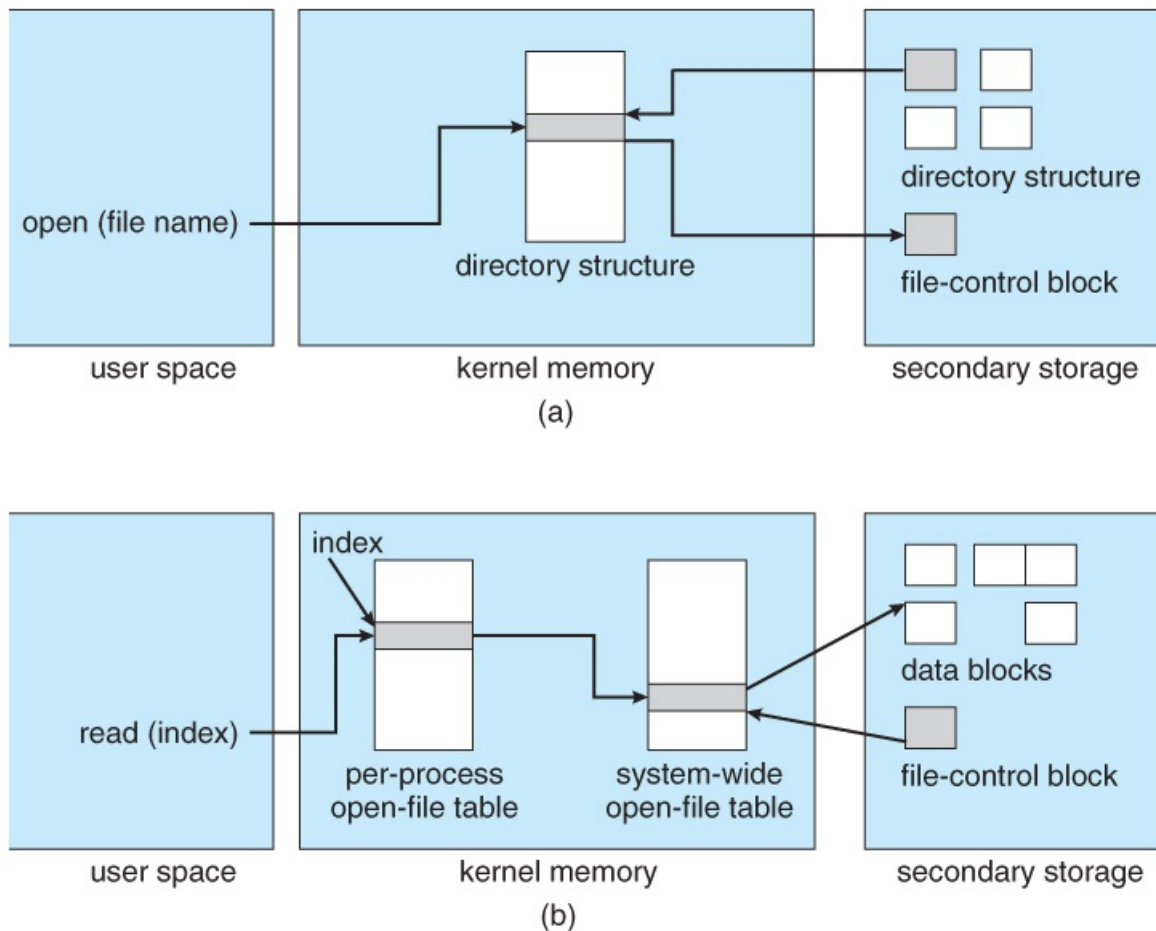 open (file name)
directory structure
directory structure
file-control block
user space
kernel memory
secondary storage
(a)
index
read (index)
per-process
open-file table
system-wide
open-file table
data blocks
file-control block
user space
kernel memory
secondary storage
(b)